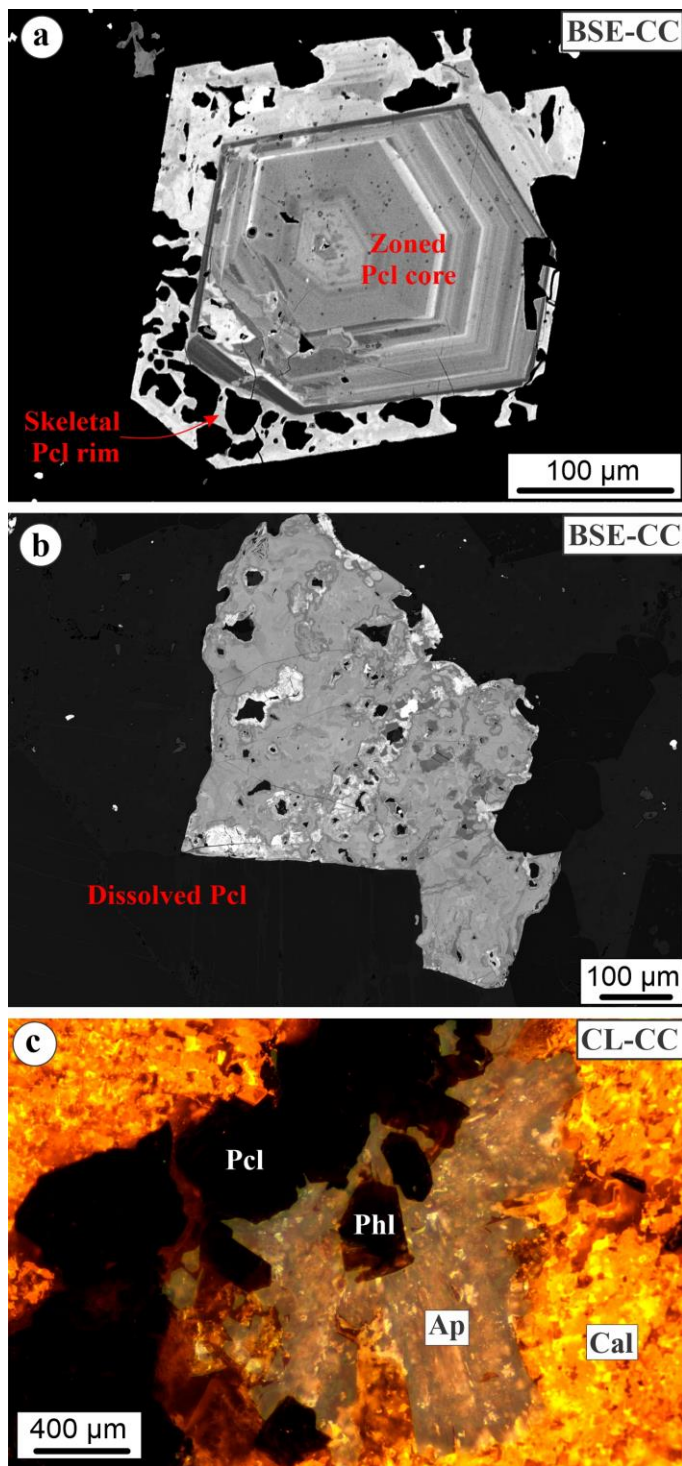 a
BSE-CC
Zoned
Pcl core
Skeletal
Pcl rim
100 µm
b
BSE-CC
Dissolved Pcl
100 µm
c
CL-CC
Pcl
Phl
Ap
Cal
400 µm